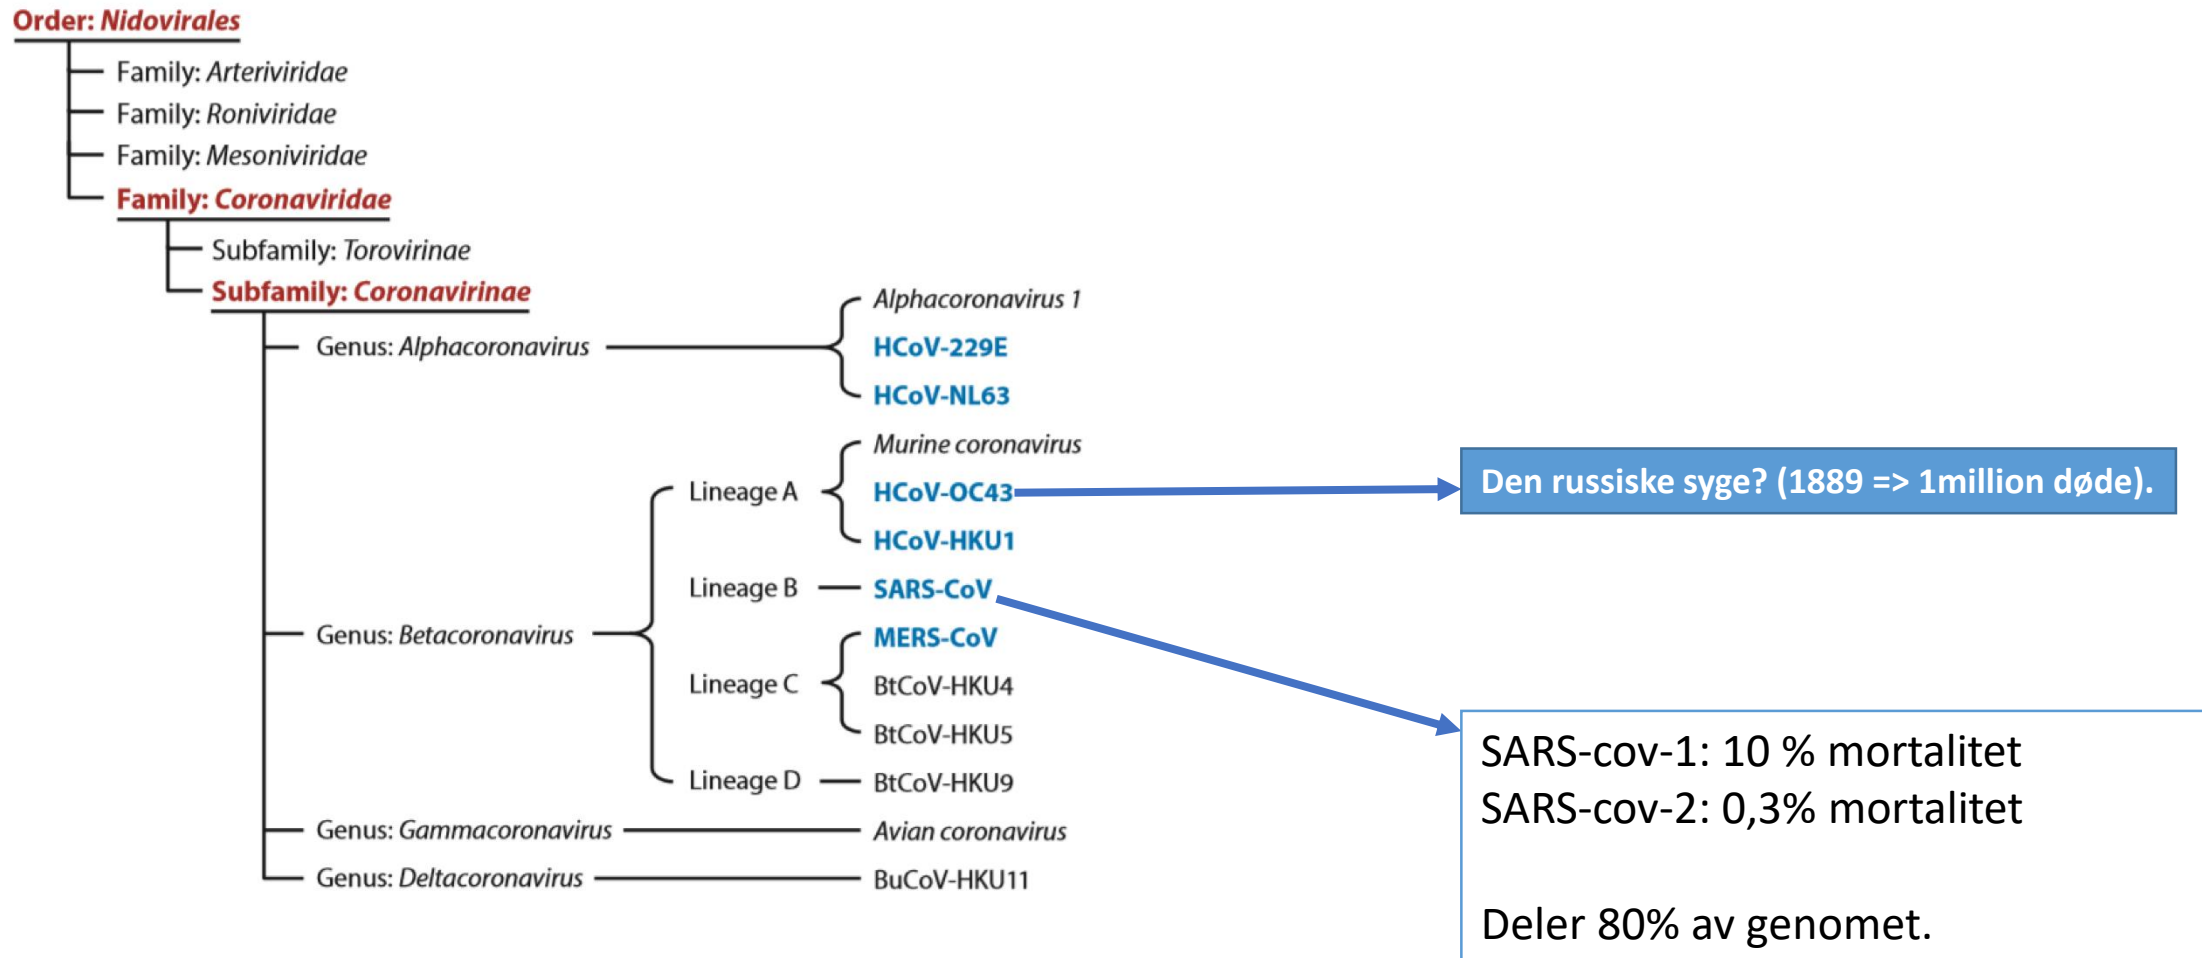 Order: Nidovirales
Family: Arteriviridae
Family: Roniviridae
Family: Mesoniviridae
Family: Coronaviridae
Subfamily: Torovirinae
Subfamily: Coronavirinae
Genus: Alphacoronavirus
Alphacoronavirus 1
HCoV-229E
HCoV-NL63
Genus: Betacoronavirus
Lineage A
Murine coronavirus
HCoV-OC43
HCoV-HKU1
Lineage B
SARS-CoV
Lineage C
MERS-CoV
BtCoV-HKU4
BtCoV-HKU5
Lineage D
BtCoV-HKU9
Genus: Gammacoronavirus
Avian coronavirus
Genus: Deltacoronavirus
BuCoV-HKU11
Den russiske syge? (1889 => 1million døde).
SARS-cov-1: 10 % mortalitet
SARS-cov-2: 0,3% mortalitet
Deler 80% av genomet.